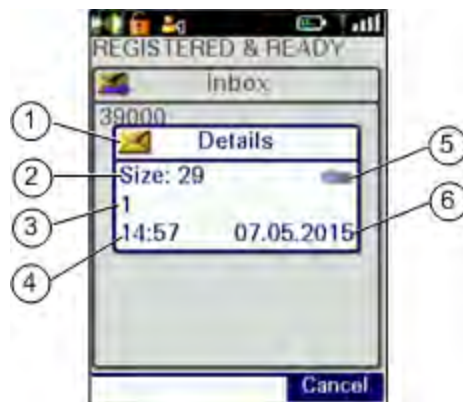 REGISTERED & READY
Inbox
39000
Details
Size: 29
1
14:57 07.05.2015
Cancel
1
2
3
4
5
6